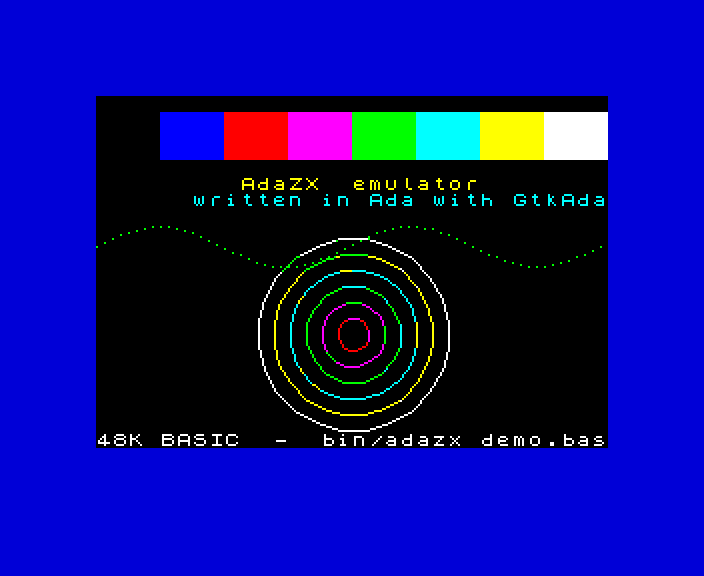 AdaZX  emulator
written in Ada with GtkAda
48K BASIC  -  bin/adazx demo.bas